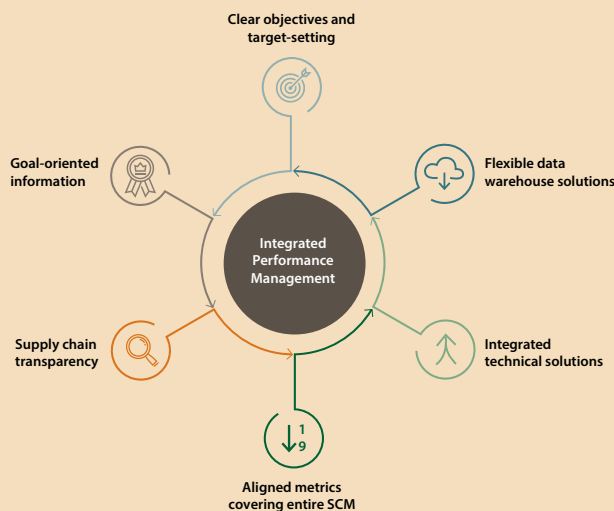 Clear objectives and
target-setting
Goal-oriented
information
Flexible data
warehouse solutions
Integrated
Performance
Management
Supply chain
transparency
Integrated
technical solutions
1
9
Aligned metrics
covering entire SCM